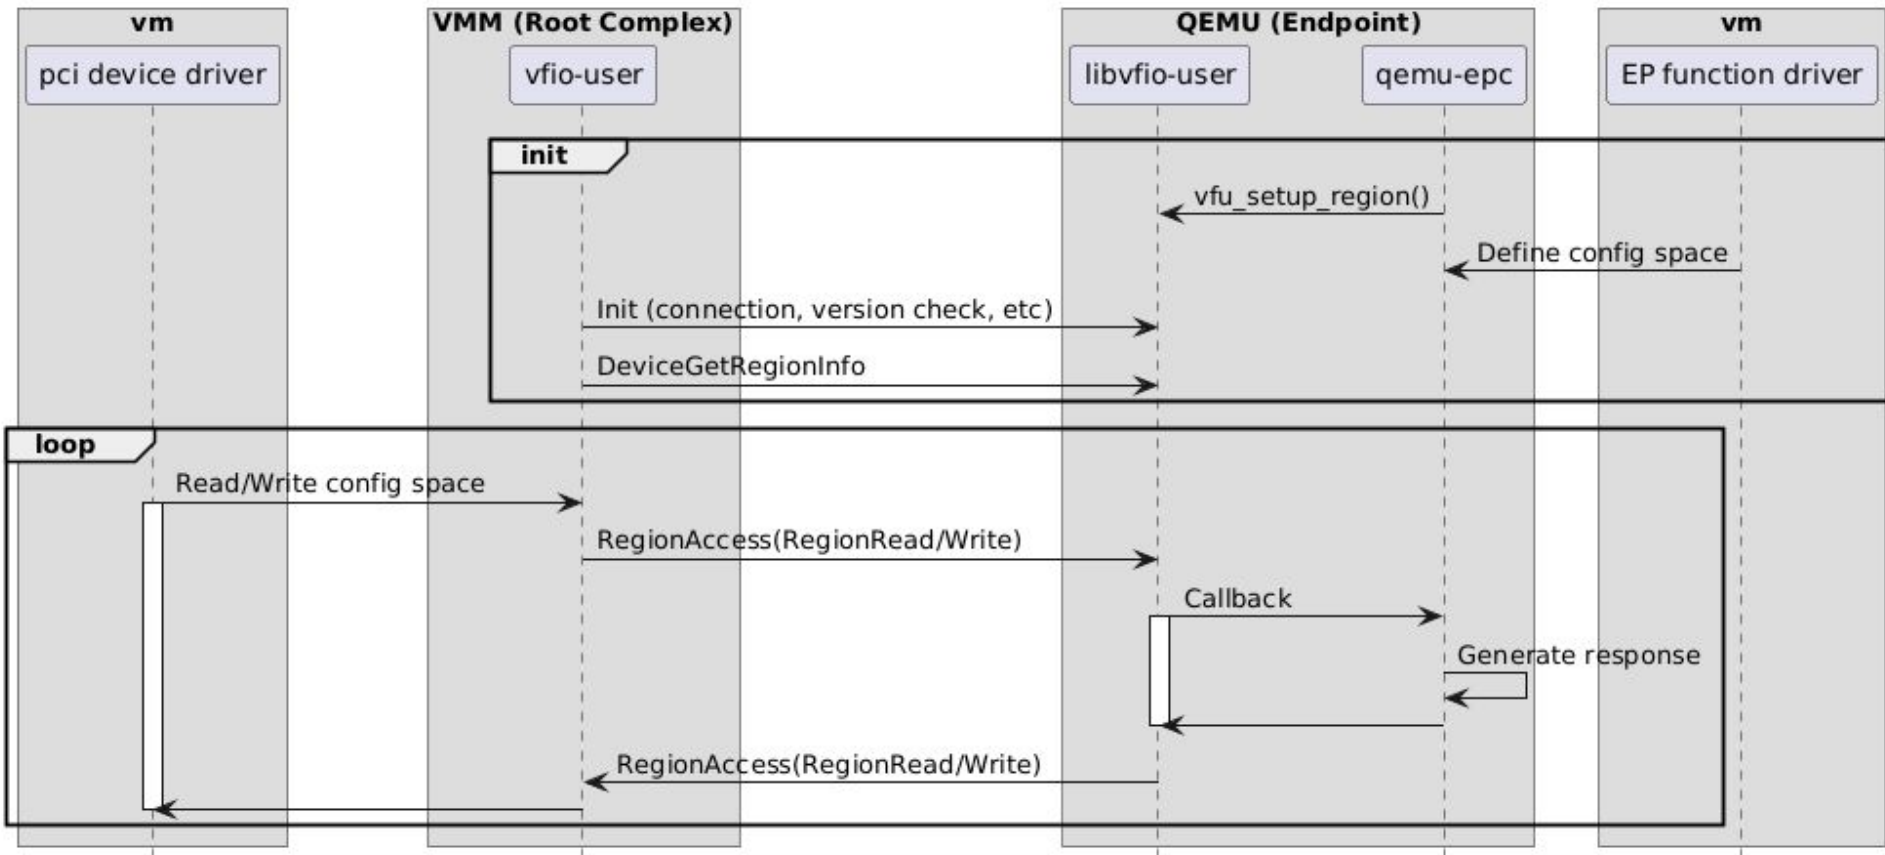 vm
VMM (Root Complex)
QEMU (Endpoint)
vm
pci device driver
vfio-user
libvfio-user
qemu-epc
EP function driver
init
vfu_setup_region()
Define config space
Init (connection, version check, etc)
DeviceGetRegionInfo
loop
Read/Write config space
RegionAccess(RegionRead/Write)
Callback
Generate response
RegionAccess(RegionRead/Write)